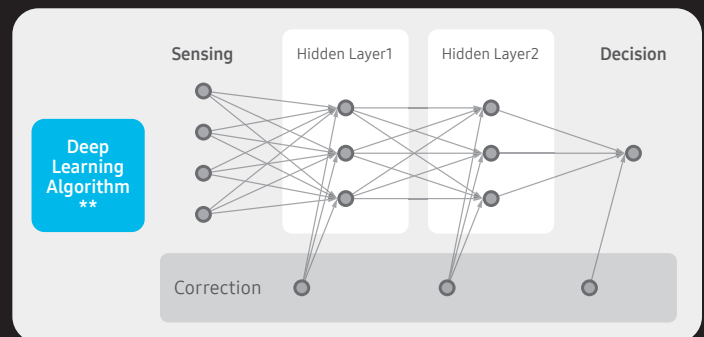 Sensing
Hidden Layer1
Hidden Layer2
Decision
Deep
Learning
Algorithm
**
Correction